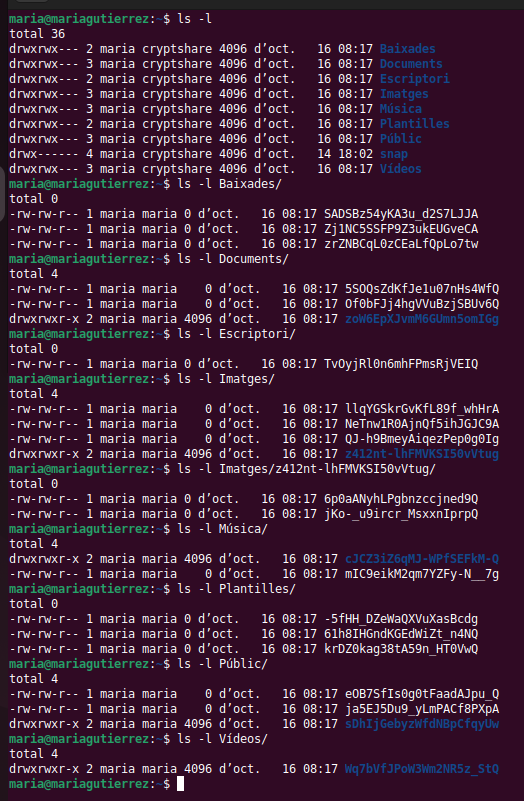 maria@mariagutierrez:~$ ls -l
total 36
drwxrwx--- 2 maria cryptshare 4096 d’oct.   16 08:17 Baixades
drwxrwx--- 3 maria cryptshare 4096 d’oct.   16 08:17 Documents
drwxrwx--- 2 maria cryptshare 4096 d’oct.   16 08:17 Escriptori
drwxrwx--- 3 maria cryptshare 4096 d’oct.   16 08:17 Imatges
drwxrwx--- 3 maria cryptshare 4096 d’oct.   16 08:17 Música
drwxrwx--- 2 maria cryptshare 4096 d’oct.   16 08:17 Plantilles
drwxrwx--- 3 maria cryptshare 4096 d’oct.   16 08:17 Públic
drwx------ 4 maria cryptshare 4096 d’oct.   14 18:02 snap
drwxrwx--- 3 maria cryptshare 4096 d’oct.   16 08:17 Vídeos
maria@mariagutierrez:~$ ls -l Baixades/
total 0
-rw-rw-r-- 1 maria maria 0 d’oct.   16 08:17 SADSBz54yKA3u_d2S7LJJA
-rw-rw-r-- 1 maria maria 0 d’oct.   16 08:17 Zj1NC5SSFP9Z3ukEUGveCA
-rw-rw-r-- 1 maria maria 0 d’oct.   16 08:17 zrZNBCqL0zCEaLfQpLo7tw
maria@mariagutierrez:~$ ls -l Documents/
total 4
-rw-rw-r-- 1 maria maria    0 d’oct.   16 08:17 5SOQsZdKfJe1u07nHs4WfQ
-rw-rw-r-- 1 maria maria    0 d’oct.   16 08:17 Of0bFJj4hgVVuBzjSBUv6Q
drwxrwxr-x 2 maria maria 4096 d’oct.   16 08:17 zoW6EpXJvmM6GUmn5omIGg
maria@mariagutierrez:~$ ls -l Escriptori/
total 0
-rw-rw-r-- 1 maria maria 0 d’oct.   16 08:17 TvOyjRl0n6mhFPmsRjVEIQ
maria@mariagutierrez:~$ ls -l Imatges/
total 4
-rw-rw-r-- 1 maria maria    0 d’oct.   16 08:17 llqYGSkrGvKfL89f_whHrA
-rw-rw-r-- 1 maria maria    0 d’oct.   16 08:17 NeTnw1R0AjnQf5ihJGJC9A
-rw-rw-r-- 1 maria maria    0 d’oct.   16 08:17 QJ-h9BmeyAiqezPep0g0Ig
drwxrwxr-x 2 maria maria 4096 d’oct.   16 08:17 z412nt-lhFMVKSI50vVtug
maria@mariagutierrez:~$ ls -l Imatges/z412nt-lhFMVKSI50vVtug/
total 0
-rw-rw-r-- 1 maria maria 0 d’oct.   16 08:17 6p0aANyhLPgbnzccjned9Q
-rw-rw-r-- 1 maria maria 0 d’oct.   16 08:17 jKo-_u9ircr_MsxxnIprpQ
maria@mariagutierrez:~$ ls -l Música/
total 4
drwxrwxr-x 2 maria maria 4096 d’oct.   16 08:17 cJCZ3iZ6qMJ-WPfSEFkM-Q
-rw-rw-r-- 1 maria maria    0 d’oct.   16 08:17 mIC9eikM2qm7YZFy-N__7g
maria@mariagutierrez:~$ ls -l Plantilles/
total 0
-rw-rw-r-- 1 maria maria 0 d’oct.   16 08:17 -5fHH_DZeWaQXVuXasBcdg
-rw-rw-r-- 1 maria maria 0 d’oct.   16 08:17 61h8IHGndKGEdWiZt_n4NQ
-rw-rw-r-- 1 maria maria 0 d’oct.   16 08:17 krDZ0kag38tA59n_HT0VwQ
maria@mariagutierrez:~$ ls -l Públic/
total 4
-rw-rw-r-- 1 maria maria    0 d’oct.   16 08:17 eOB7SfIs0g0tFaadAJpu_Q
-rw-rw-r-- 1 maria maria    0 d’oct.   16 08:17 ja5EJ5Du9_yLmPACf8PXpA
drwxrwxr-x 2 maria maria 4096 d’oct.   16 08:17 sDhIjGebyzWfdNBpCfqyUw
maria@mariagutierrez:~$ ls -l Vídeos/
total 4
drwxrwxr-x 2 maria maria 4096 d’oct.   16 08:17 Wq7bVfJPoW3Wm2NR5z_StQ
maria@mariagutierrez:~$